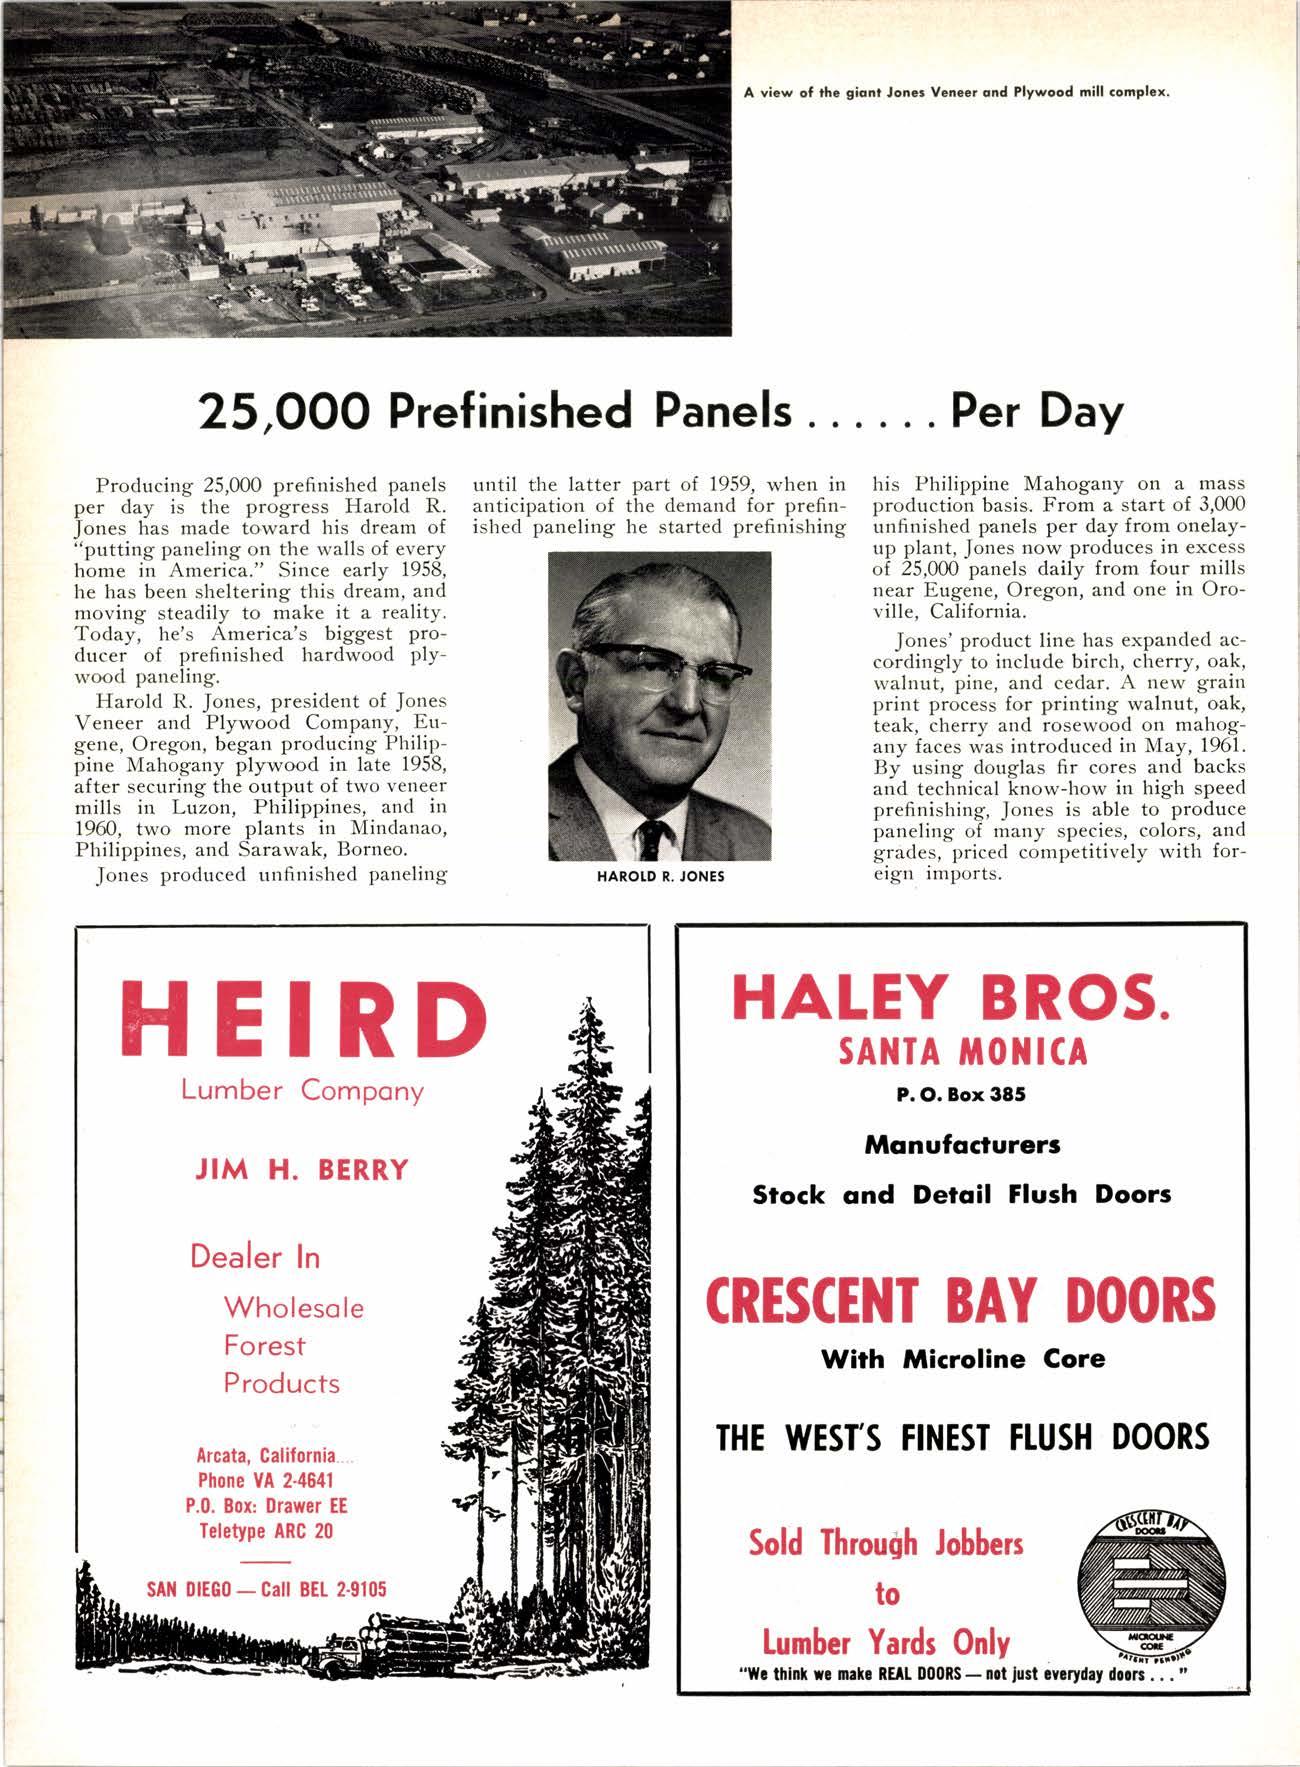 A view of the giant Jones Veneer and Plywood mill complex.
25,000 Prefinished Panels . . . . . . Per Day
Producing 25,000 prefinished panels
per day is the progress Harold R.
Jones has made toward his dream of
"putting paneling on the walls of every
home in America." Since early 1958,
he has been sheltering this dream, and
moving steadily to make it a reality.
Today, he's America's biggest pro-
ducer of prefinished hardwood ply-
wood paneling.
Harold R. Jones, president of Jones
Veneer and Plywood Company, Eu-
gene, Oregon, began producing Philip-
pine Mahogany plywood in late 1958,
after securing the output of two veneer
mills in Luzon, Philippines, and in
1960, two more plants in Mindanao,
Philippines, and Sarawak, Borneo.
Jones produced unfinished paneling
until the latter part of 1959, when in
anticipation of the demand for prefin-
ished paneling he started prefinishing
HAROLD R. JONES
his Philippine Mahogany on a mass
production basis. From a start of 3,000
unfinished panels per day from onelay-
up plant, Jones now produces in excess
of 25,000 panels daily from four mills
near Eugene, Oregon, and one in Oro-
ville, California.
Jones' product line has expanded ac-
cordingly to include birch, cherry, oak,
walnut, pine, and cedar. A new grain
print process for printing walnut, oak,
teak, cherry and rosewood on mahog-
any faces was introduced in May, 1961.
By using douglas fir cores and backs
and technical know-how in high speed
prefinishing, Jones is able to produce
paneling of many species, colors, and
grades, priced competitively with for-
eign imports.
HEIRD
Lumber Company
JIM H. BERRY
Dealer In
Wholesale
Forest
Products
Arcata, California....
Phone VA 2-4641
P.O. Box: Drawer EE
Teletype ARC 20
SAN DIEGO — Call BEL 2-9105
HALEY BROS.
SANTA MONICA
P. O. Box 385
Manufacturers
Stock and Detail Flush Doors
CRESCENT BAY DOORS
With Microline Core
THE WEST'S FINEST FLUSH DOORS
Sold Through Jobbers
to
Lumber Yards Only
CRESCENT BAY
DOORS
MICROLINE
CORE
PATENT PENDING
"We think we make REAL DOORS — not just everyday doors . . ."